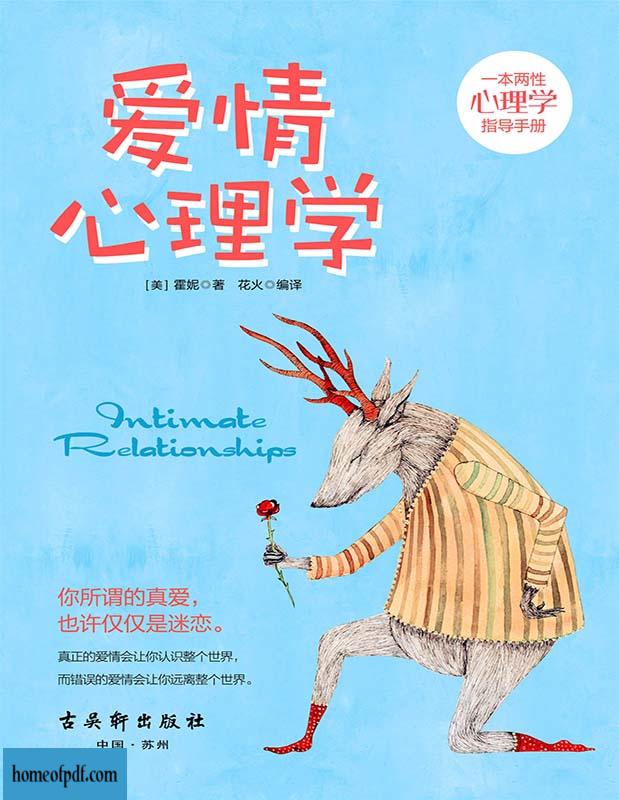 爱情
心理学
一本两性
心理学
指导手册
[美] 霍妮◎著 花火◎编译
Intimate
Relationships
你所谓的真爱，
也许仅仅是迷恋。
真正的爱情会让你认识整个世界，
而错误的爱情会让你远离整个世界。
古吴轩出版社
中国·苏州
homeofpdf.com